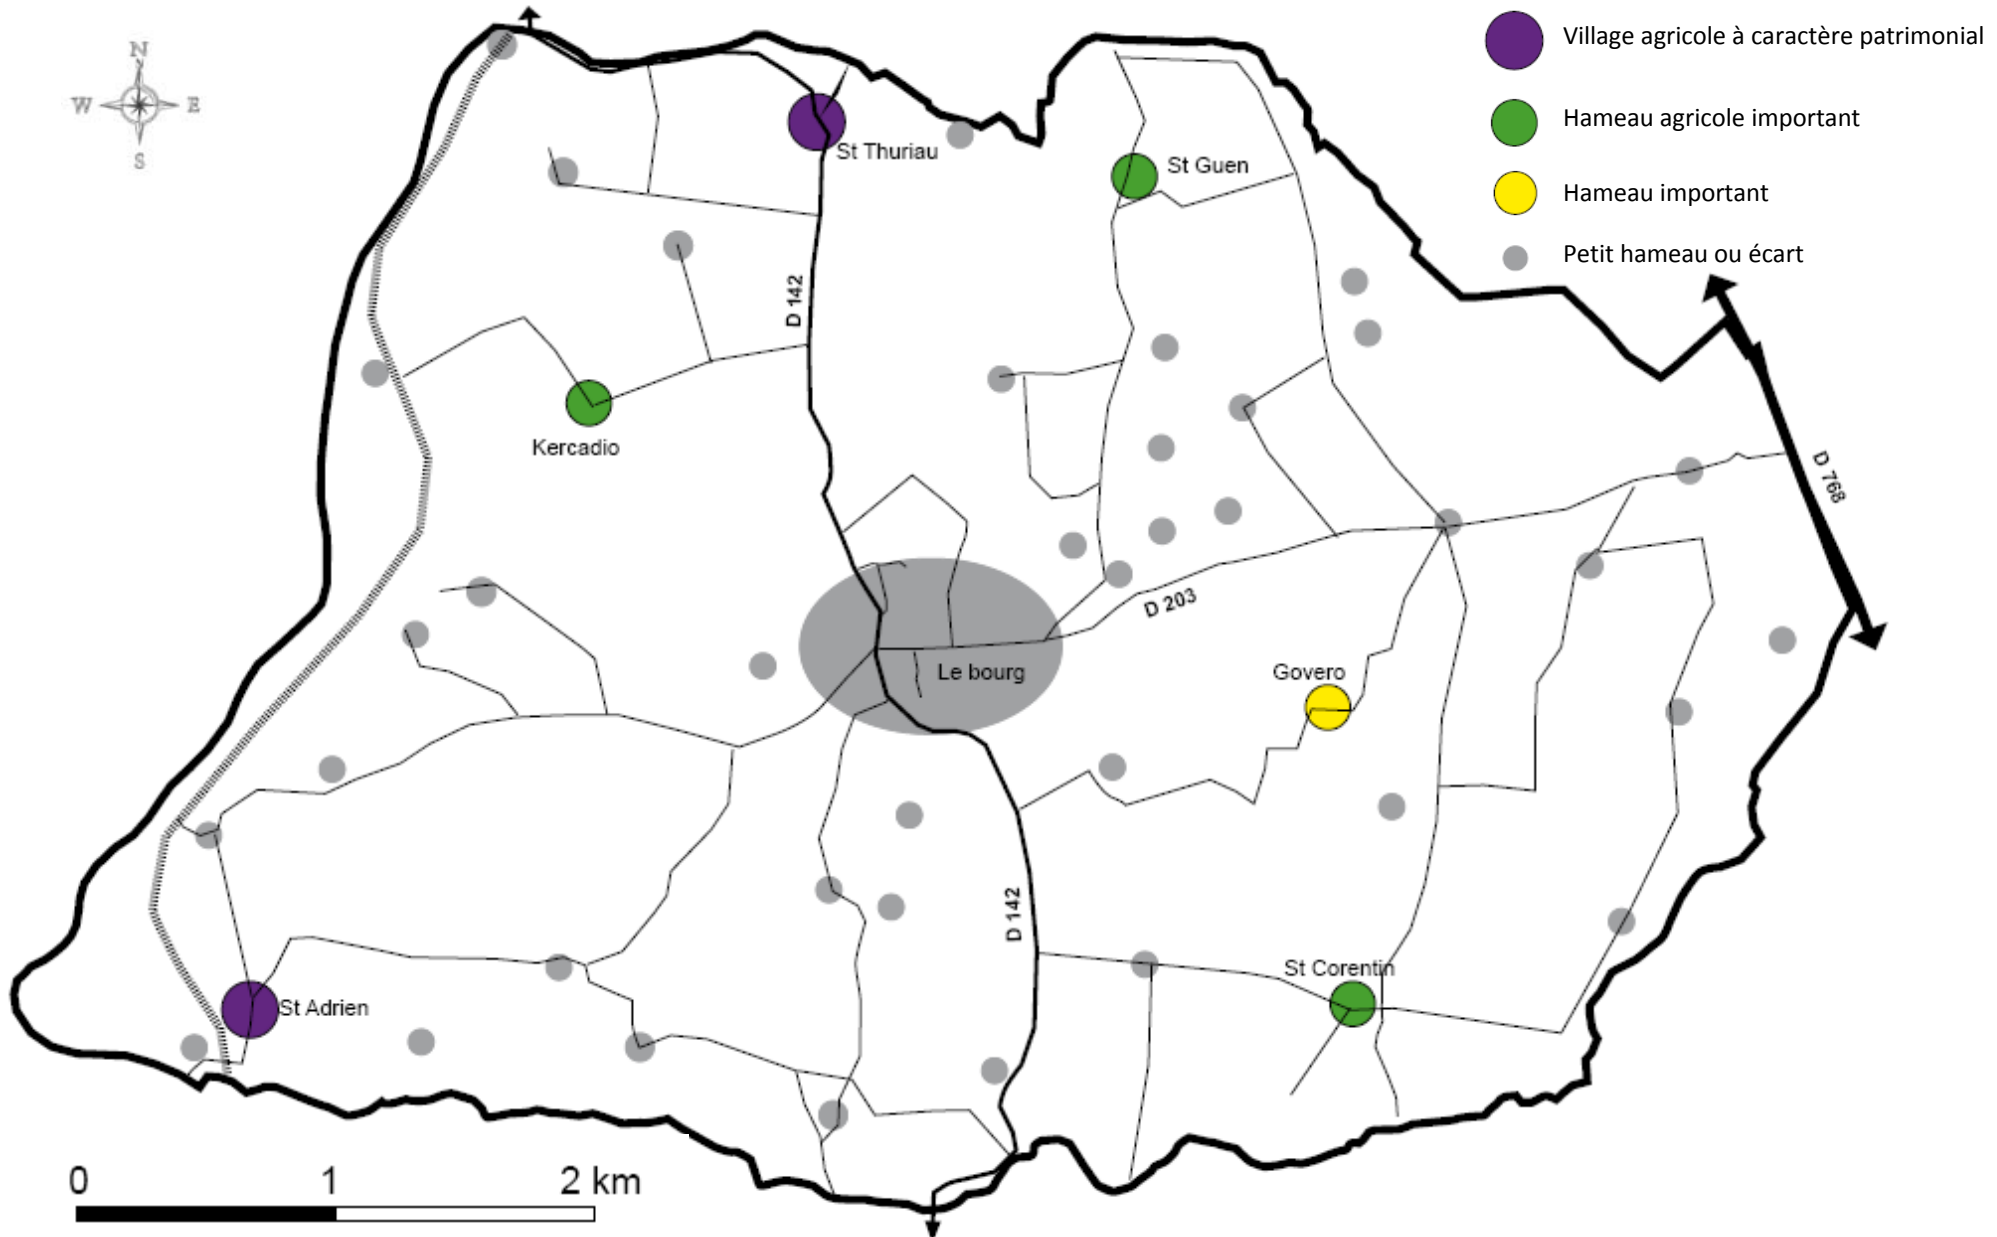 Village agricole à caractère patrimonial
Hameau agricole important
Hameau important
Petit hameau ou écart
N
W E
S
St Thuriau
St Guen
D 142
Kercadio
D 768
D 203
Le bourg
Govero
D 142
St Corentin
St Adrien
0 1 2 km